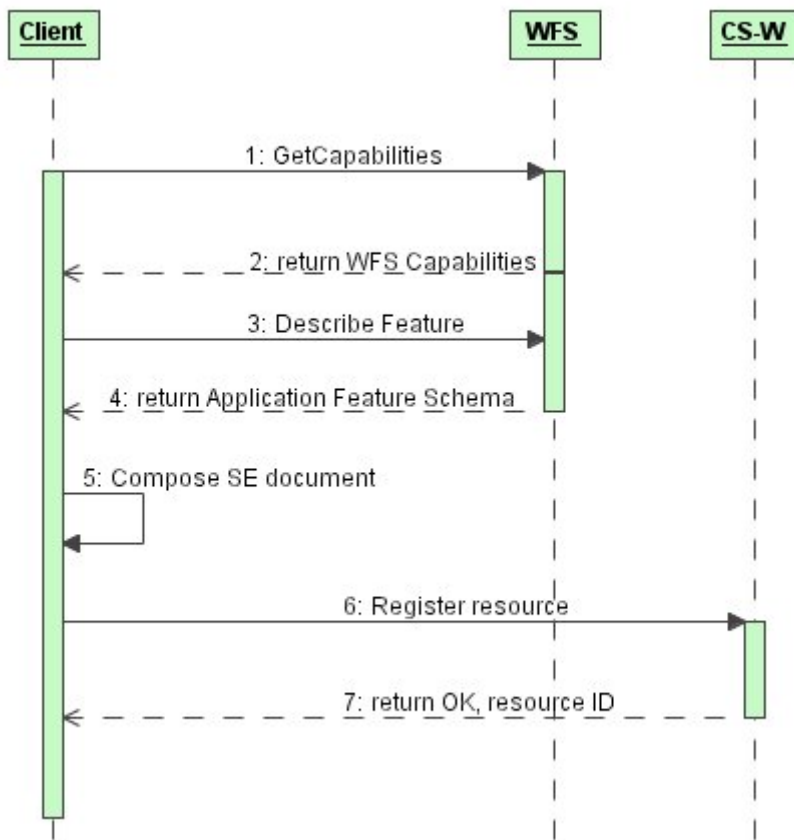 Client
WFS
CS-W
1: GetCapabilities
2: return WFS Capabilities
3: Describe Feature
4: return Application Feature Schema
5: Compose SE document
6: Register resource
7: return OK, resource ID